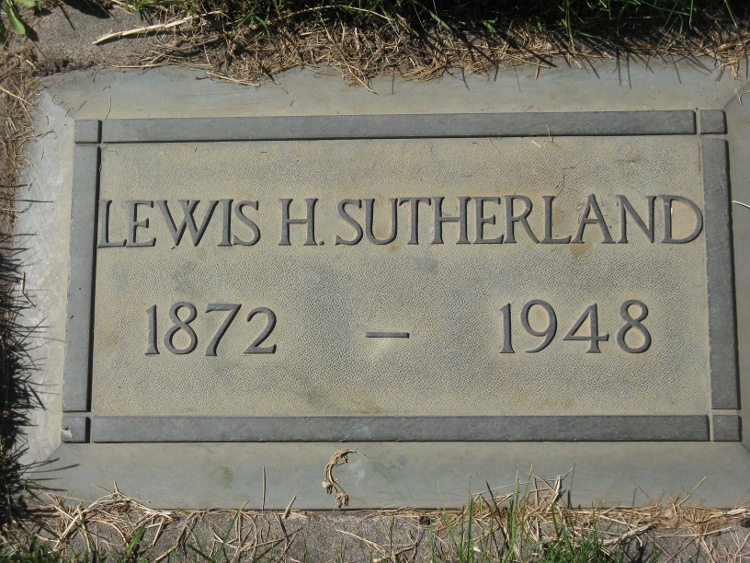 LEWIS H. SUTHERLAND
1872 – 1948